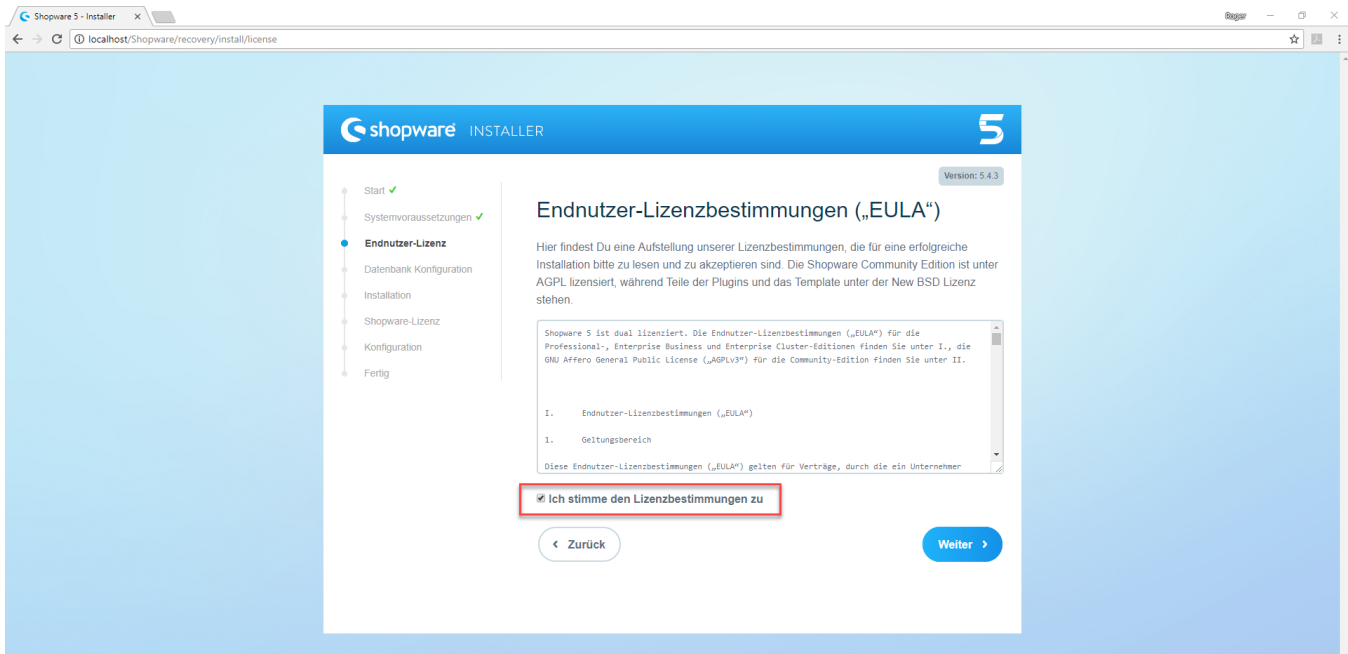 Shopware 5 - Installer
Roger
localhost/Shopware/recovery/install/license
shopware INSTALLER
5
Version: 5.4.3
Start
Systemvoraussetzungen
Endnutzer-Lizenz
Datenbank Konfiguration
Installation
Shopware-Lizenz
Konfiguration
Fertig
Endnutzer-Lizenzbestimmungen („EULA“)
Hier findest Du eine Aufstellung unserer Lizenzbestimmungen, die für eine erfolgreiche
Installation bitte zu lesen und zu akzeptieren sind. Die Shopware Community Edition ist unter
AGPL lizensiert, während Teile der Plugins und das Template unter der New BSD Lizenz
stehen.
Shopware 5 ist dual lizenziert. Die Endnutzer-Lizenzbestimmungen („EULA“) für die
Professional-, Enterprise Business und Enterprise Cluster-Editionen finden Sie unter I., die
GNU Affero General Public License („AGPLv3“) für die Community-Edition finden Sie unter II.
I. Endnutzer-Lizenzbestimmungen („EULA“)
1. Geltungsbereich
Diese Endnutzer-Lizenzbestimmungen („EULA“) gelten für Verträge, durch die ein Unternehmer
Ich stimme den Lizenzbestimmungen zu
Zurück
Weiter